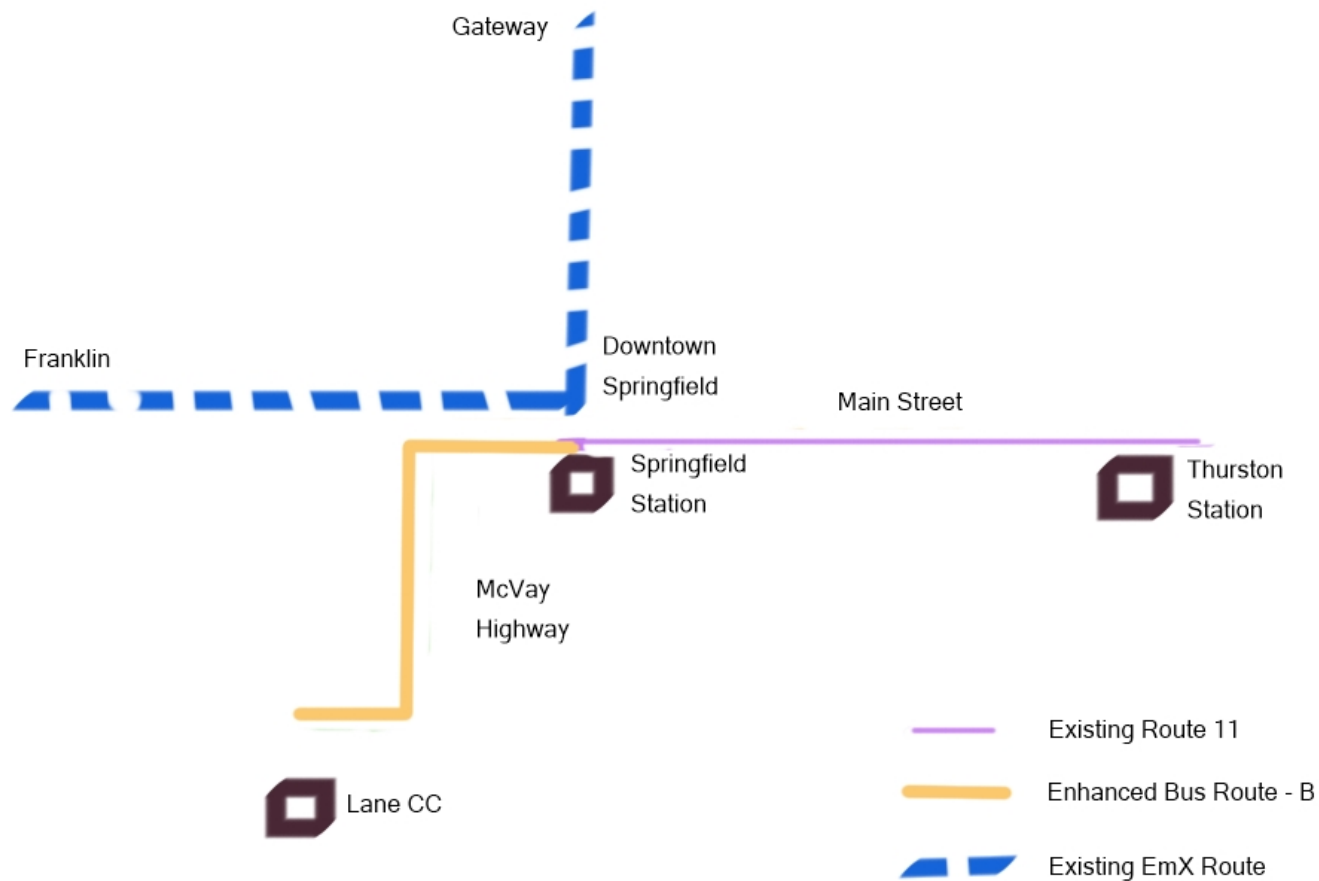 Gateway
Franklin
Downtown
Springfield
Main Street
Springfield
Station
Thurston
Station
McVay
Highway
Lane CC
Existing Route 11
Enhanced Bus Route - B
Existing EmX Route